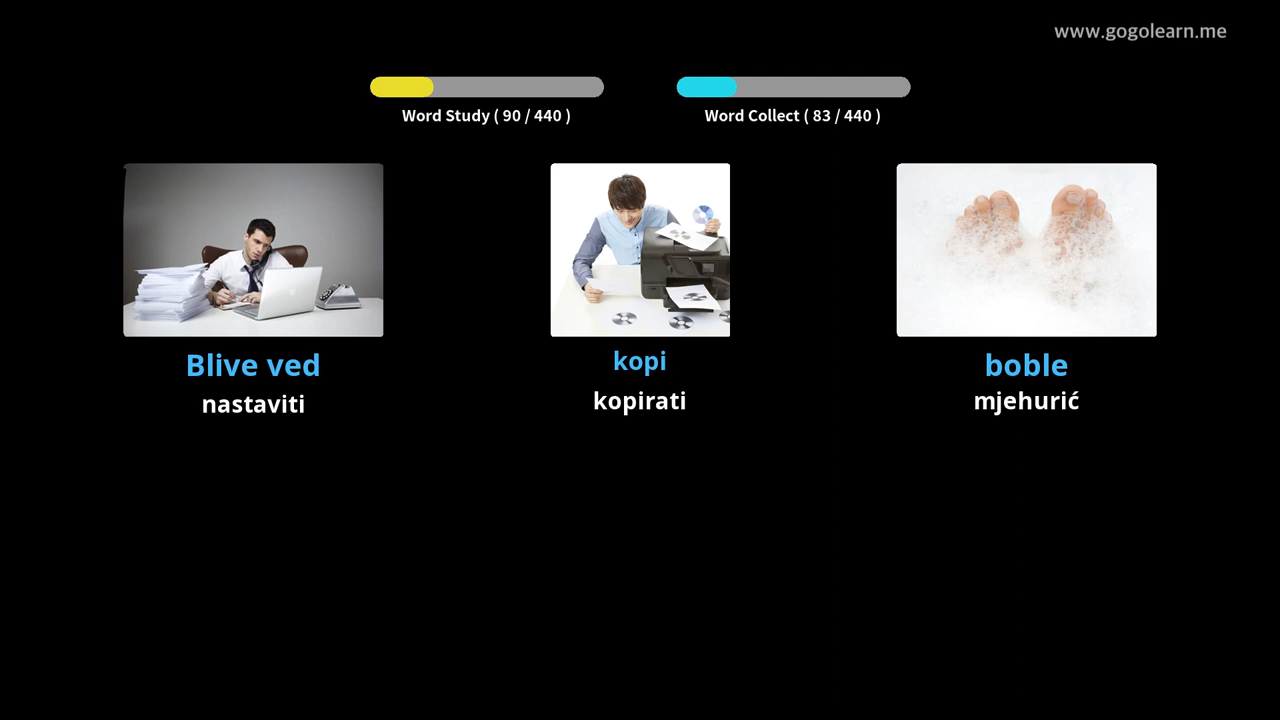 www.gogolearn.me
Word Study ( 90 / 440 )
Word Collect ( 83 / 440 )
Blive ved
nastaviti
kopi
kopirati
boble
mjehurić